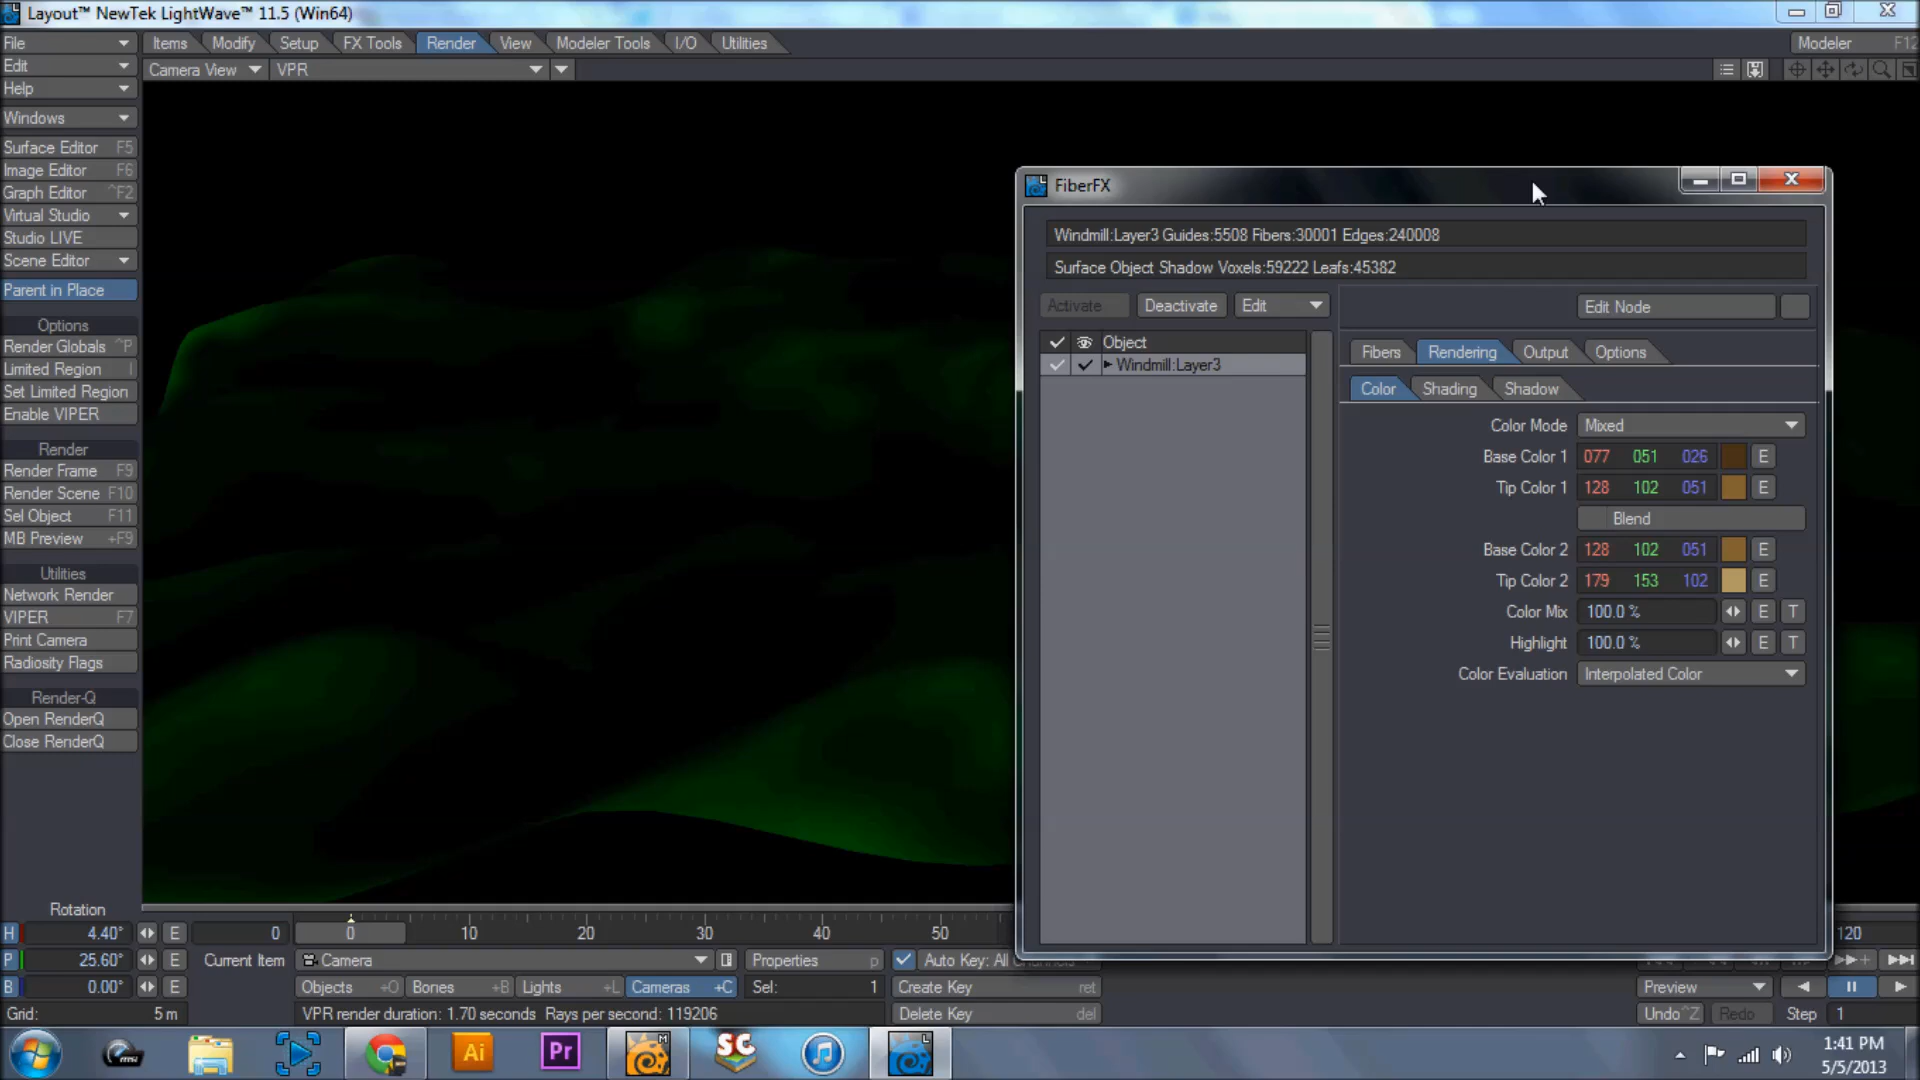 Layout™ NewTek LightWave™ 11.5 (Win64)
File
Items
Modify
Setup
FX Tools
Render
View
Modeler Tools
I/O
Utilities
Modeler F12
Edit
Camera View
VPR
Help
Windows
Surface Editor F5
Image Editor F6
Graph Editor ^F2
Virtual Studio
Studio LIVE
Scene Editor
Parent in Place
Options
Render Globals ^P
Limited Region l
Set Limited Region
Enable VIPER
Render
Render Frame F9
Render Scene F10
Sel Object F11
MB Preview +F9
Utilities
Network Render
VIPER F7
Print Camera
Radiosity Flags
Render-Q
Open RenderQ
Close RenderQ
FiberFX
Windmill:Layer3 Guides:5508 Fibers:30001 Edges:240008
Surface Object Shadow Voxels:59222 Leafs:45382
Activate
Deactivate
Edit
Edit Node
Object
Windmill:Layer3
Fibers
Rendering
Output
Options
Color
Shading
Shadow
Color Mode Mixed
Base Color 1 077 051 026 E
Tip Color 1 128 102 051 E
Blend
Base Color 2 128 102 051 E
Tip Color 2 179 153 102 E
Color Mix 100.0 % E T
Highlight 100.0 % E T
Color Evaluation Interpolated Color
Rotation
H 4.40° E
0
0 10 20 30 40 50 120
P 25.60° E
Current Item Camera
Properties p
Auto Key: All Channels
B 0.00° E
Objects +O
Bones +B
Lights +L
Cameras +C
Sel: 1
Create Key ret
Preview
Grid: 5 m
VPR render duration: 1.70 seconds Rays per second: 119206
Delete Key del
Undo ^Z
Redo
Step 1
Ai
Pr
M
SC
L
1:41 PM
5/5/2013